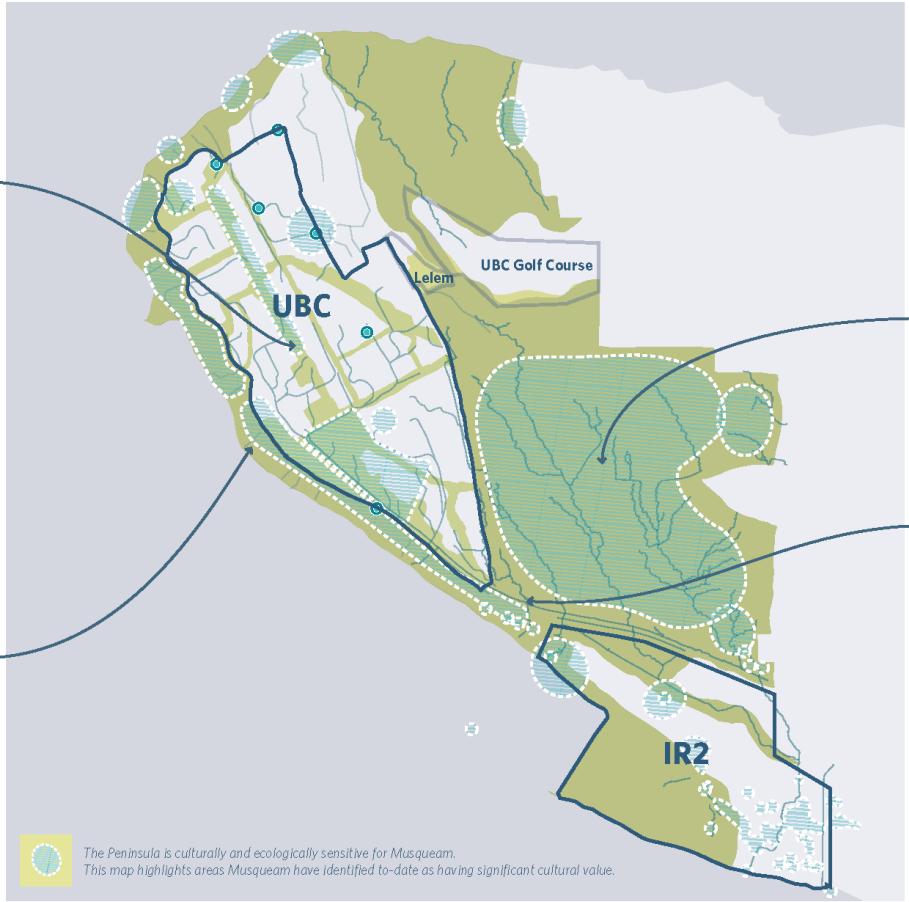 UBC Golf Course
Lelem
UBC
IR2
The Peninsula is culturally and ecologically sensitive for Musqueam.
This map highlights areas Musqueam have identified to-date as having significant cultural value.